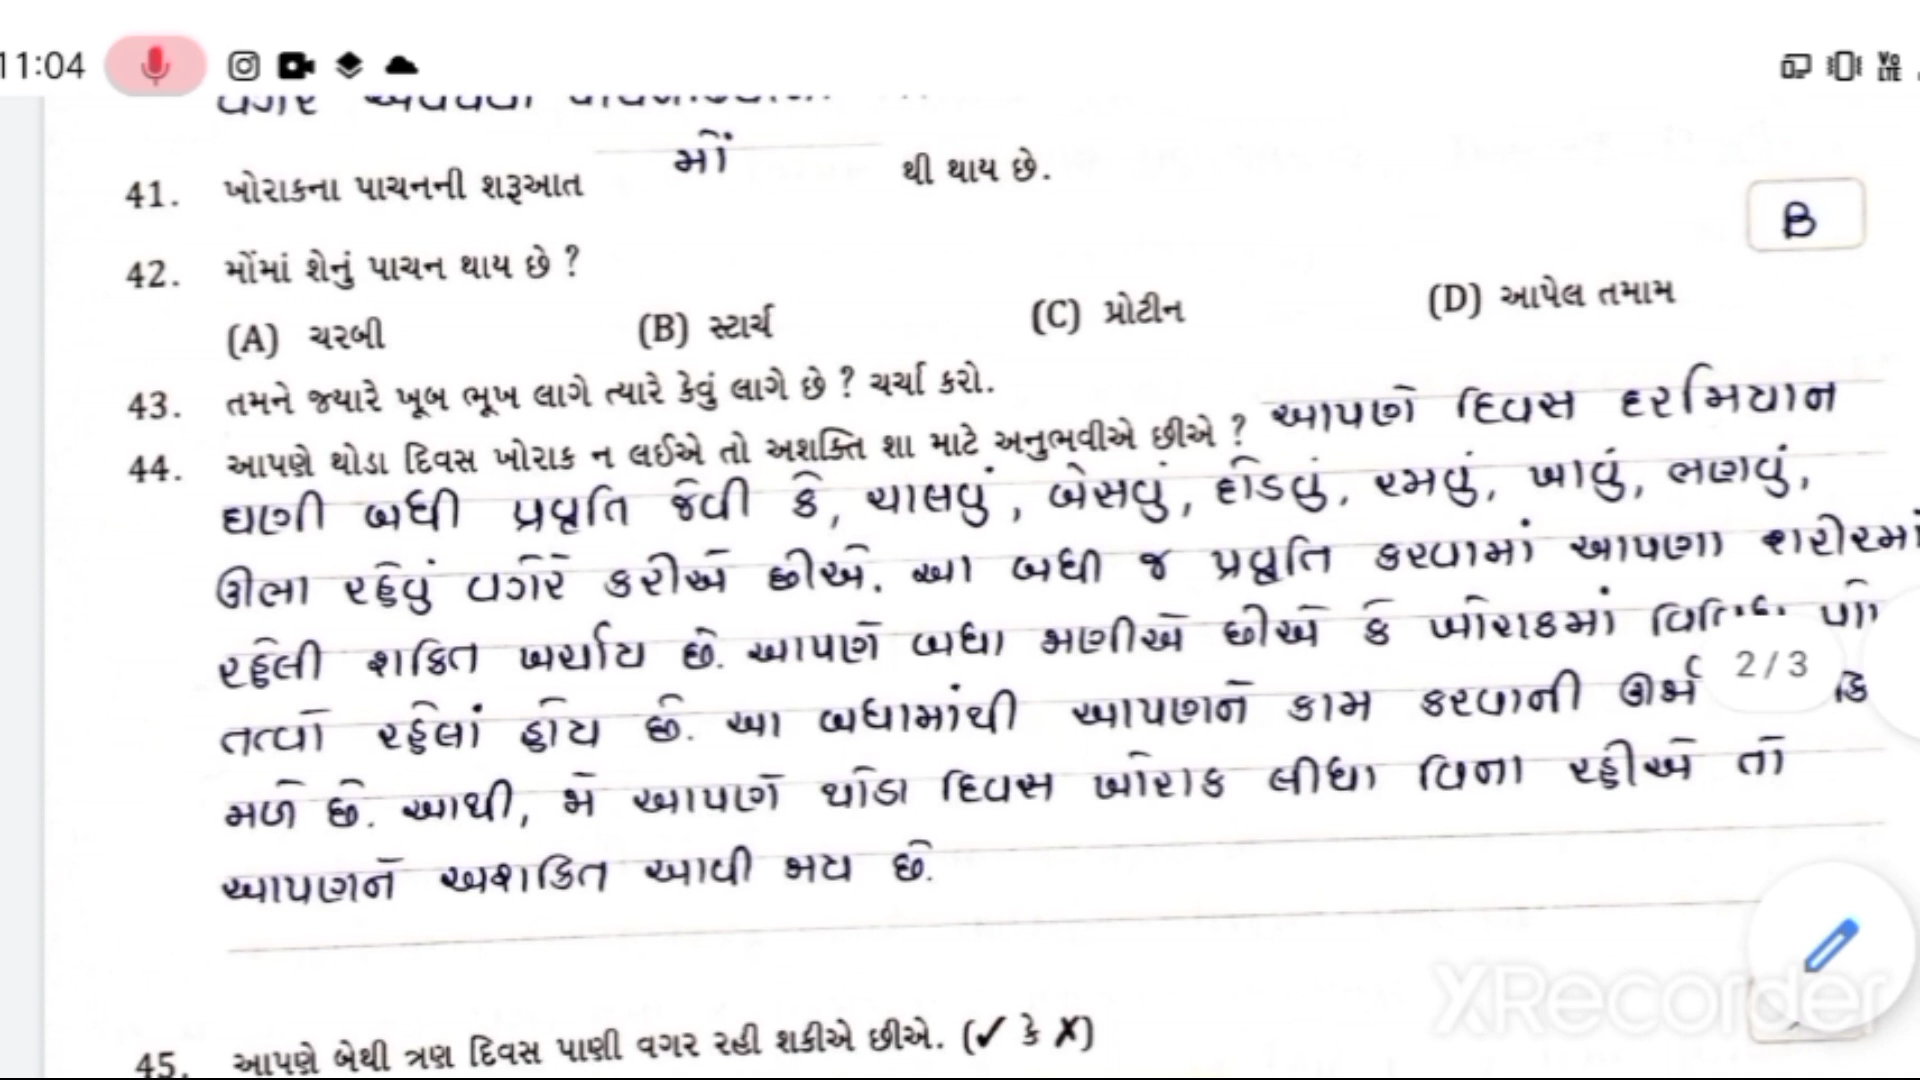 11:04
વગેરે
41. ખોરાકના પાચનની શરૂઆત મોં થી થાય છે.
B
42. મોંમાં શેનું પાચન થાય છે ?
(A) ચરબી (B) સ્ટાર્ચ (C) પ્રોટીન (D) આપેલ તમામ
43. તમને જ્યારે ખૂબ ભૂખ લાગે ત્યારે કેવું લાગે છે ? ચર્ચા કરો.
44. આપણે થોડા દિવસ ખોરાક ન લઈએ તો અશક્તિ શા માટે અનુભવીએ છીએ ? આપણે દિવસ દરમિયાન
ઘણી બધી પ્રવૃતિ જેવી કે, ચાલવું, બેસવું, દોડવું, રમવું, ખાવું, ભણવું,
ઊભા રહેવું વગેરે કરીએ છીએ. આ બધી જ પ્રવૃતિ કરવામાં આપણા શરીરમાં
રહેલી શક્તિ ખર્ચાય છે. આપણે બધા જાણીએ છીએ કે ખોરાકમાં
2/3
તત્વો રહેલાં હોય છે. આ બધામાંથી આપણને કામ કરવાની
મળે છે. આથી, જો આપણે થોડા દિવસ ખોરાક લીધા વિના રહીએ તો
આપણને અશક્તિ આવી જાય છે.
XRecorder
45. આપણે બેથી ત્રણ દિવસ પાણી વગર રહી શકીએ છીએ. (✓ કે ✗)